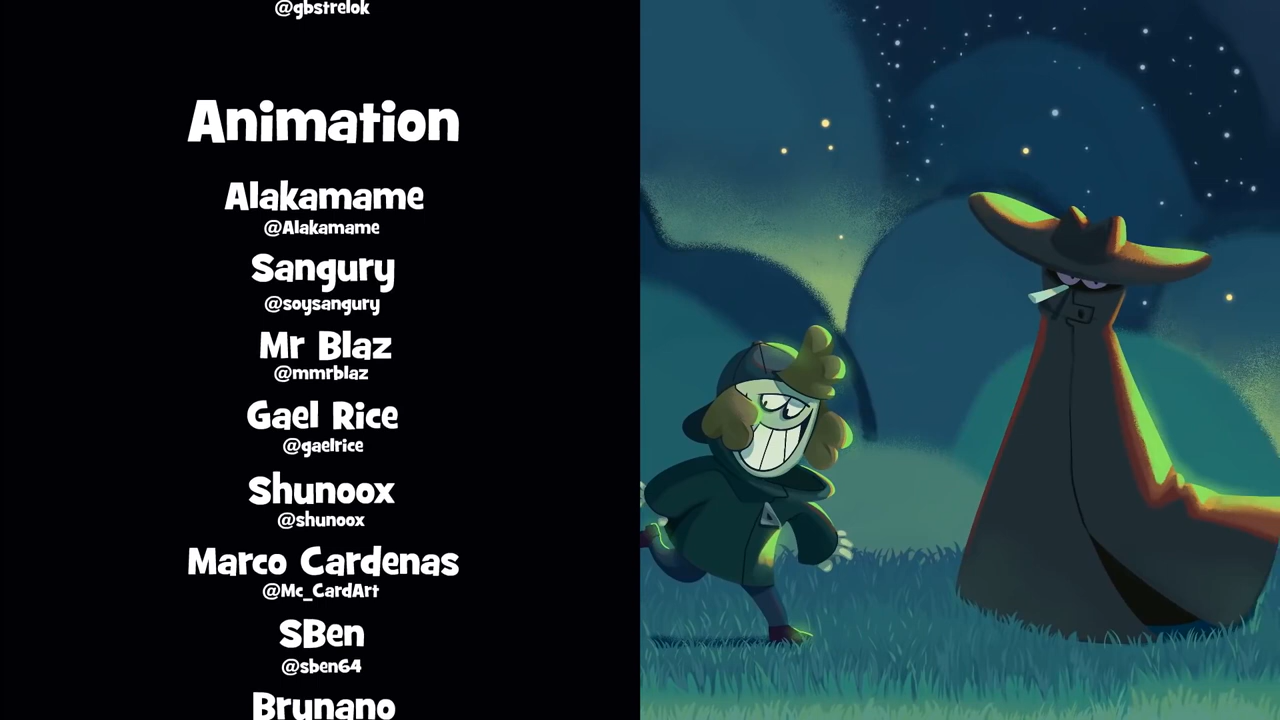 @gbstrelok
Animation
Alakamame
@Alakamame
Sangury
@soysangury
Mr Blaz
@mmrblaz
Gael Rice
@gaelrice
Shunoox
@shunoox
Marco Cardenas
@Mc_CardArt
SBen
@sben64
Brunano